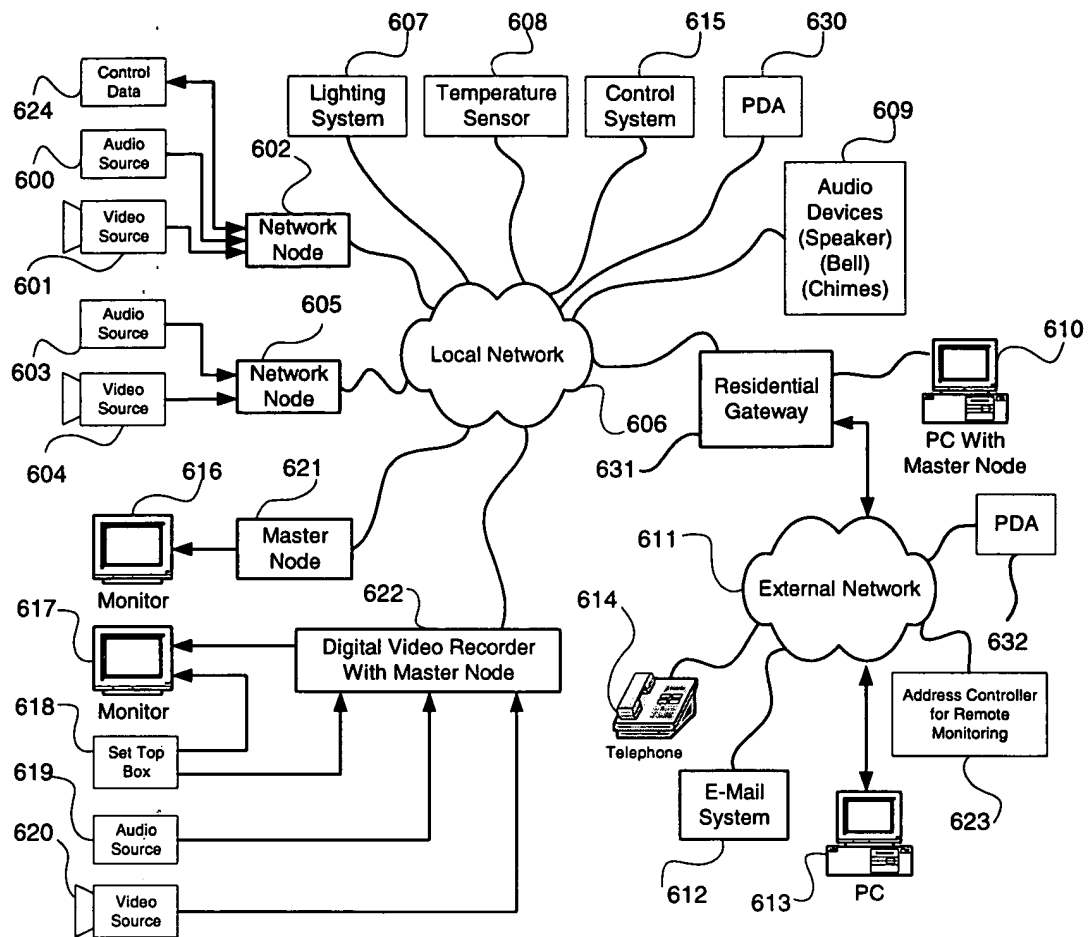 607
608
615
630
Control
Data
624
Lighting
System
Temperature
Sensor
Control
System
PDA
609
Audio
Source
600
602
Video
Source
601
Network
Node
Audio
Devices
(Speaker)
(Bell)
(Chimes)
Audio
Source
603
605
Local Network
610
Video
Source
604
Network
Node
606
Residential
Gateway
631
PC With
Master Node
616
621
Master
Node
Monitor
611
PDA
External Network
632
617
622
614
Monitor
Digital Video Recorder
With Master Node
Telephone
Address Controller
for Remote
Monitoring
623
618
Set Top
Box
619
Audio
Source
E-Mail
System
612
613
PC
620
Video
Source